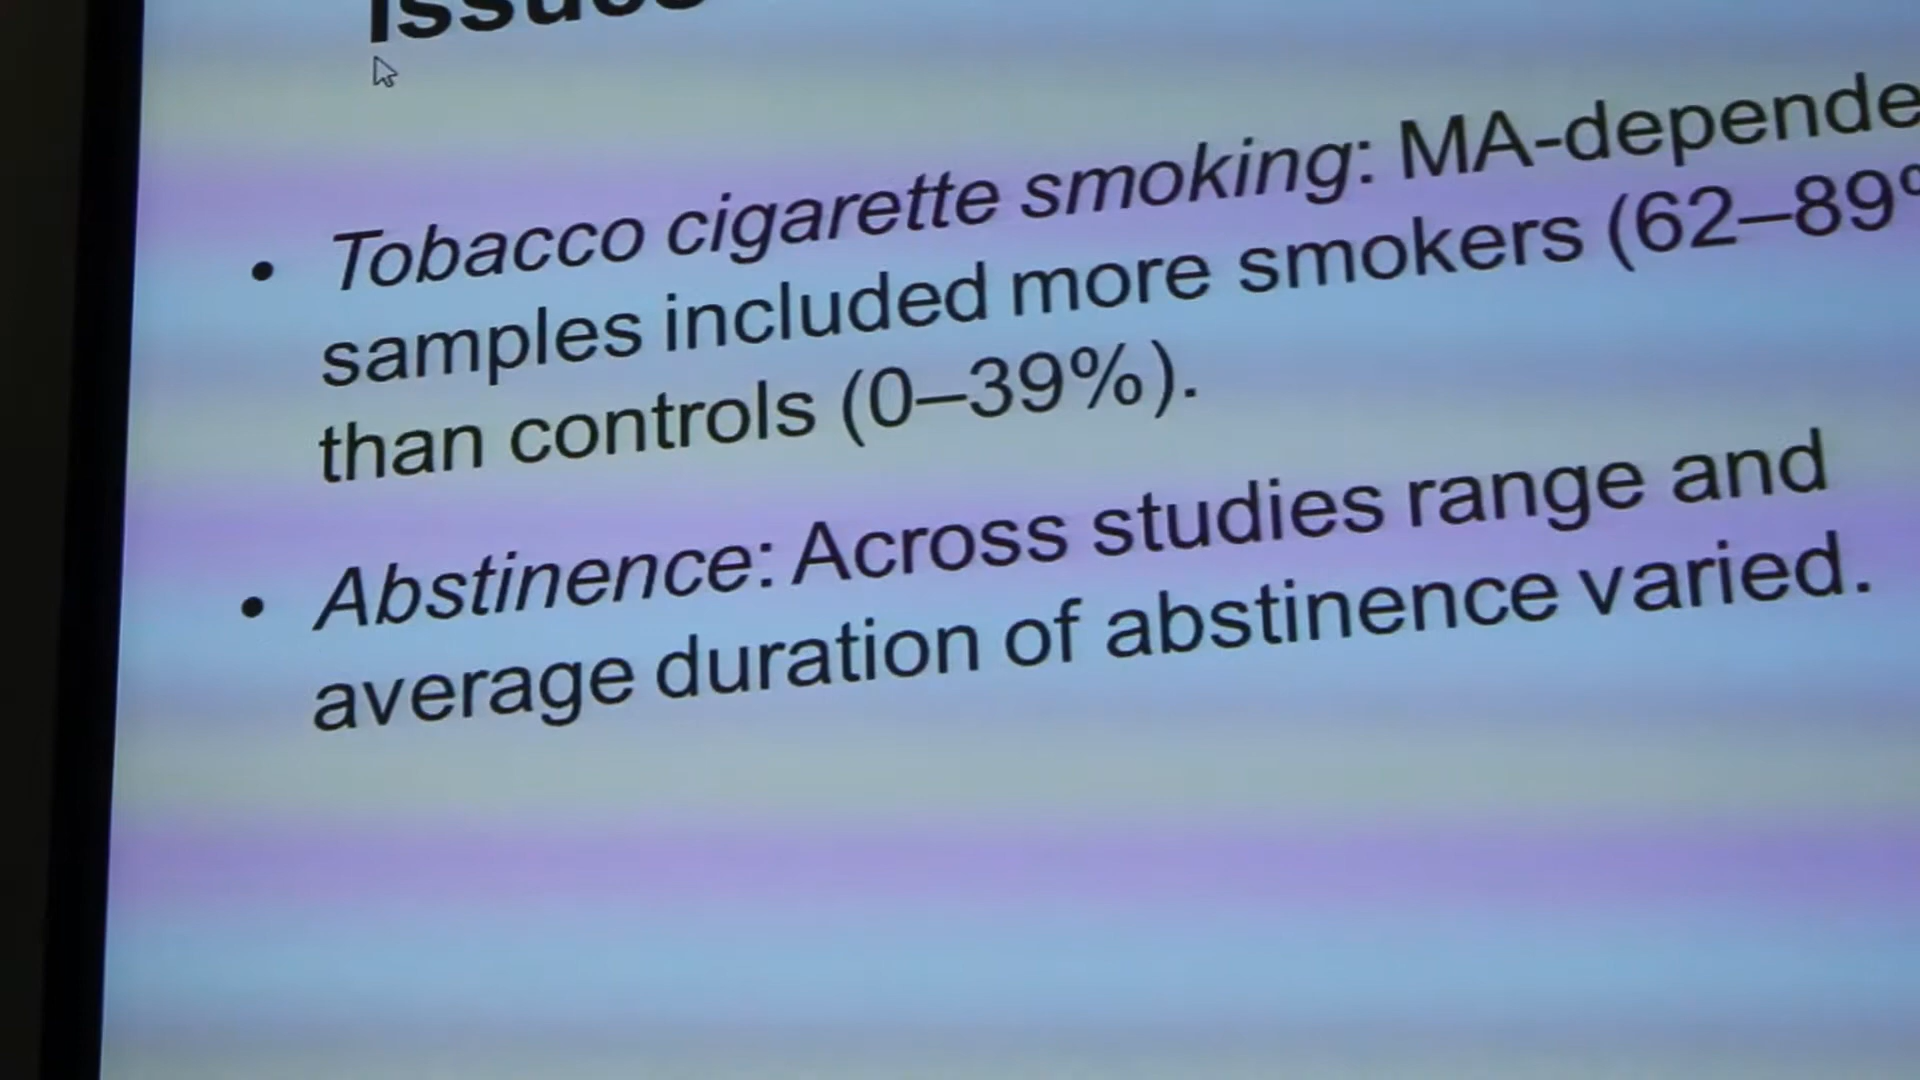 Issues
• Tobacco cigarette smoking: MA-depende
samples included more smokers (62–89%
than controls (0–39%).
• Abstinence: Across studies range and
average duration of abstinence varied.